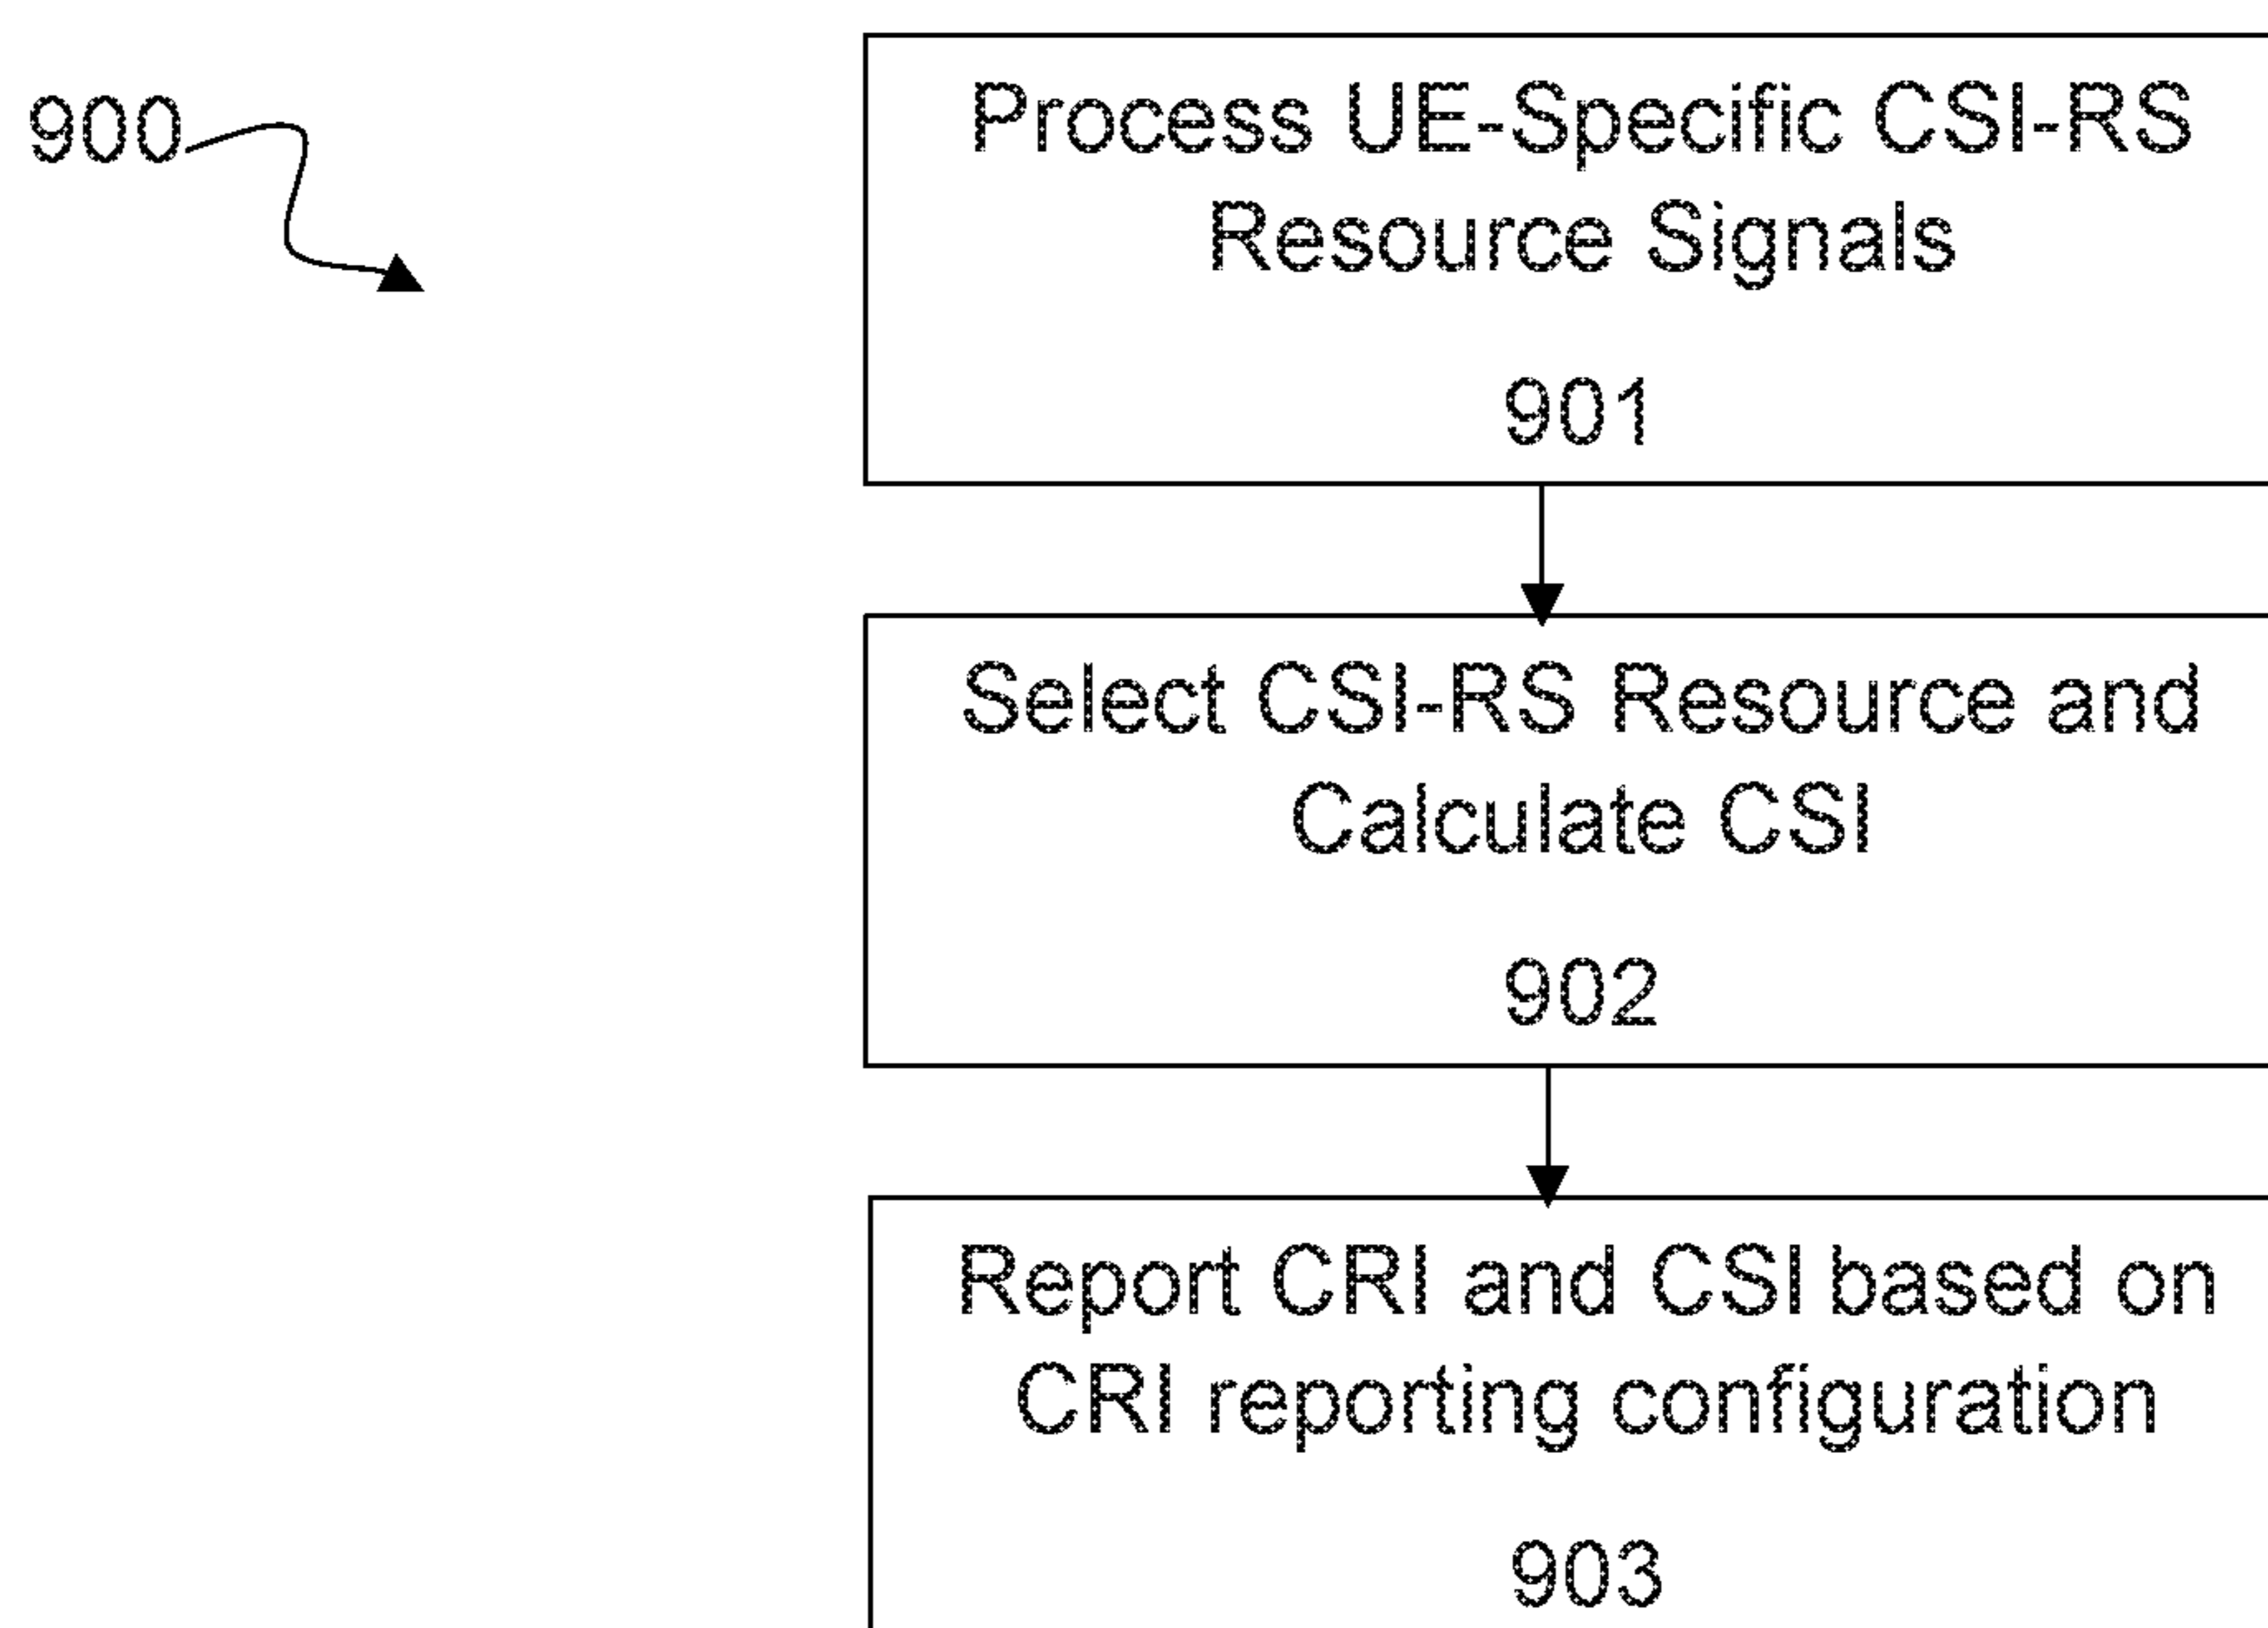 900
Process UE-Specific CSI-RS
Resource Signals
901
Select CSI-RS Resource and
Calculate CSI
902
Report CRI and CSI based on
CRI reporting configuration
903